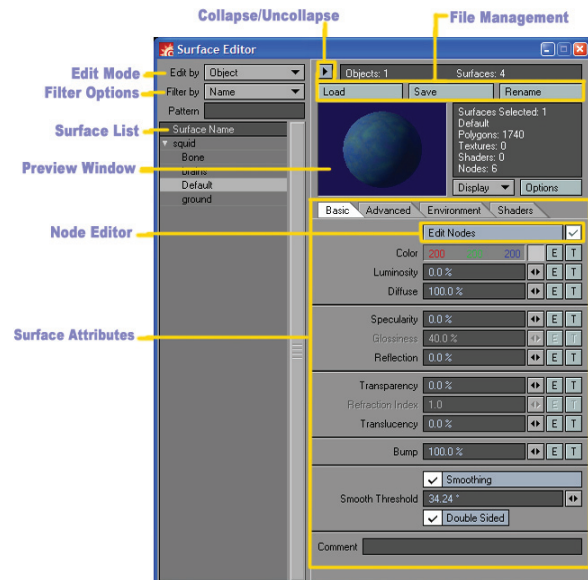 Collapse/Uncollapse
File Management
Surface Editor
Edit Mode
Edit by Object
Objects: 1 Surfaces: 4
Filter Options
Filter by Name
Load Save Rename
Pattern
Surface List
Surface Name
squid
Bone
Brains
Default
ground
Preview Window
Surfaces Selected: 1
Default
Polygons: 1740
Textures: 0
Shaders: 0
Nodes: 6
Display Options
Basic Advanced Environment Shaders
Node Editor
Edit Nodes
Color 200 200 E T
Luminosity 0.0 % E T
Diffuse 100.0 % E T
Surface Attributes
Specularity 0.0 % E T
Glossiness 40.0 % E T
Reflection 0.0 % E T
Transparency 0.0 % E T
Refraction Index 1.0 E T
Translucency 0.0 % E T
Bump 100.0 % E T
Smoothing
Smooth Threshold 34.24 °
Double Sided
Comment